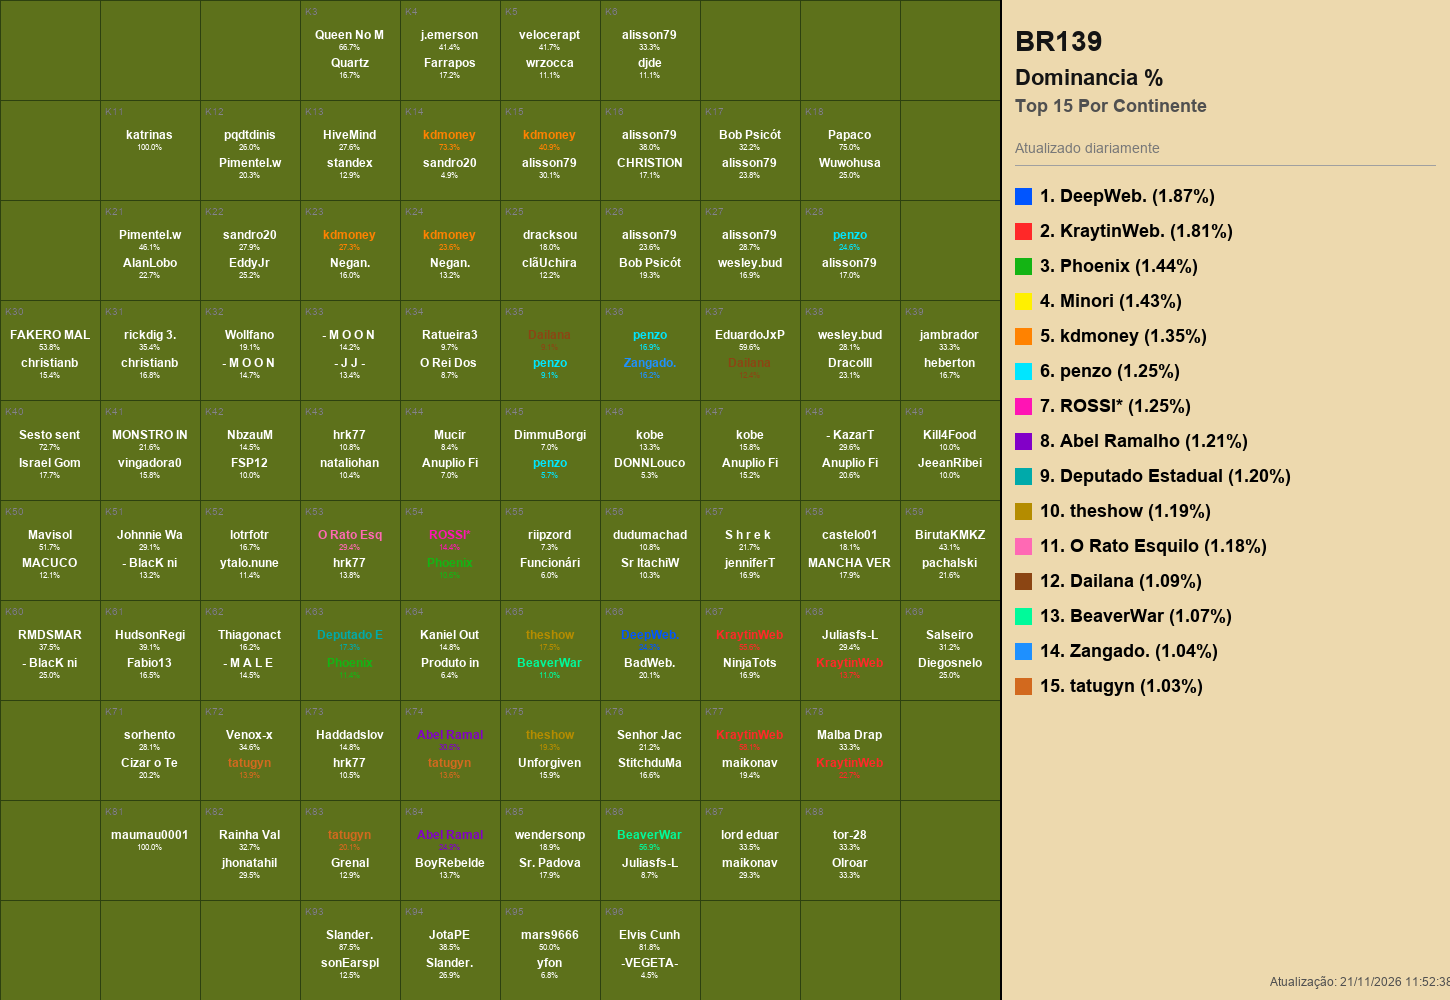 K3 K4 K5 K6
Queen No M j.emerson velocerapt alisson79
66.7% 41.4% 41.7% 33.3%
Quartz Farrapos wrzocca djde
16.7% 17.2% 11.1% 11.1%
K11 K12 K13 K14 K15 K16 K17 K18
katrinas pqdtdinis HiveMind kdmoney kdmoney alisson79 Bob Psicót Papaco
100.0% 26.0% 27.6% 73.3% 40.9% 38.0% 32.2% 75.0%
Pimentel.w standex sandro20 alisson79 CHRISTION alisson79 Wuwohusa
20.3% 12.9% 4.9% 30.1% 17.1% 23.8% 25.0%
K21 K22 K23 K24 K25 K26 K27 K28
Pimentel.w sandro20 kdmoney kdmoney dracksou alisson79 alisson79 penzo
46.1% 27.9% 27.3% 23.6% 18.0% 23.6% 28.7% 24.6%
AlanLobo EddyJr Negan. Negan. clãUchira Bob Psicót wesley.bud alisson79
22.7% 25.2% 16.0% 13.2% 12.2% 19.3% 16.9% 17.0%
K30 K31 K32 K33 K34 K35 K36 K37 K38 K39
FAKERO MAL rickdig 3. Wollfano - M O O N Ratueira3 Dailana penzo EduardoJxP wesley.bud jambrador
53.8% 35.4% 19.1% 14.2% 9.7% 16.9% 59.6% 28.1% 33.3%
christianb christianb - M O O N - J J - O Rei Dos penzo Zangado. Dailana Dracolll heberton
15.4% 16.8% 14.7% 13.4% 8.7% 9.1% 23.1% 16.7%
K40 K41 K42 K43 K44 K45 K46 K47 K48 K49
Sesto sent MONSTRO IN NbzauM hrk77 Mucir DimmuBorgi kobe kobe - KazarT Kill4Food
72.7% 21.6% 14.5% 10.8% 8.4% 7.0% 13.3% 15.8% 29.6% 10.0%
Israel Gom vingadora0 FSP12 nataliohan Anuplio Fi penzo DONNLouco Anuplio Fi Anuplio Fi JeeanRibei
17.7% 15.8% 10.0% 10.4% 7.0% 5.7% 5.3% 15.2% 20.6% 10.0%
K50 K51 K52 K53 K54 K55 K56 K57 K58 K59
Mavisol Johnnie Wa lotrfotr O Rato Esq ROSSI* riipzord dudumachad S h r e k castelo01 BirutaKMKZ
51.7% 29.1% 16.7% 29.4% 7.3% 10.8% 21.7% 18.1% 43.1%
MACUCO - BlacK ni ytalo.nune hrk77 Phoenix Funcionári Sr ItachiW jenniferT MANCHA VER pachalski
12.1% 13.2% 11.4% 13.8% 6.0% 10.3% 16.9% 17.9% 21.6%
K60 K61 K62 K63 K64 K65 K66 K67 K68 K69
RMDSMAR HudsonRegi Thiagonact Deputado E Kaniel Out theshow DeepWeb. KraytinWeb Juliasfs-L Salseiro
37.5% 39.1% 16.2% 14.8% 29.4% 31.2%
- BlacK ni Fabio13 - M A L E Phoenix Produto in BeaverWar BadWeb. NinjaTots KraytinWeb Diegosnelo
25.0% 16.5% 14.5% 6.4% 11.0% 20.1% 16.9% 25.0%
K71 K72 K73 K74 K75 K76 K77 K78
sorhento Venox-x Haddadslov Abel Ramal theshow Senhor Jac KraytinWeb Malba Drap
28.1% 34.6% 14.8% 19.3% 21.2% 33.3%
Cizar o Te tatugyn hrk77 tatugyn Unforgiven StitchduMa maikonav KraytinWeb
20.2% 13.9% 10.5% 13.6% 15.9% 16.6% 19.4%
K81 K82 K83 K84 K85 K86 K87 K88
maumau0001 Rainha Val tatugyn Abel Ramal wendersonp BeaverWar lord eduar tor-28
100.0% 32.7% 20.1% 24.9% 18.9% 56.9% 33.5% 33.3%
jhonatahil Grenal BoyRebelde Sr. Padova Juliasfs-L maikonav Olroar
29.5% 12.9% 13.7% 17.9% 8.7% 29.3% 33.3%
K93 K94 K95 K96
Slander. JotaPE mars9666 Elvis Cunh
87.5% 38.5% 50.0% 81.8%
sonEarspl Slander. yfon -VEGETA-
12.5% 26.9% 6.8% 4.5%
BR139
Dominancia %
Top 15 Por Continente
Atualizado diariamente
1. DeepWeb. (1.87%)
2. KraytinWeb. (1.81%)
3. Phoenix (1.44%)
4. Minori (1.43%)
5. kdmoney (1.35%)
6. penzo (1.25%)
7. ROSSI* (1.25%)
8. Abel Ramalho (1.21%)
9. Deputado Estadual (1.20%)
10. theshow (1.19%)
11. O Rato Esquilo (1.18%)
12. Dailana (1.09%)
13. BeaverWar (1.07%)
14. Zangado. (1.04%)
15. tatugyn (1.03%)
Atualização: 21/11/2026 11:52:38